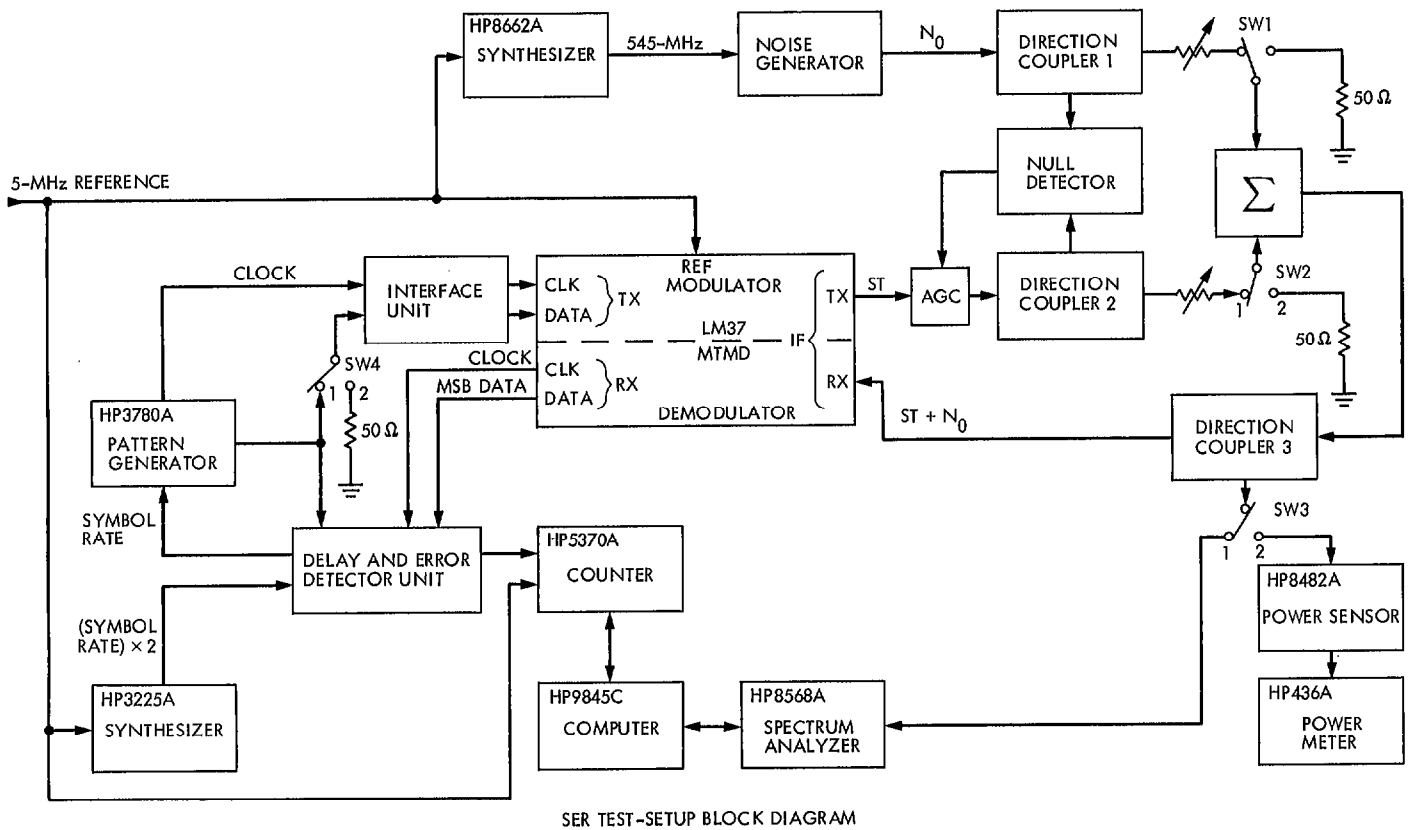 HP8662A
SYNTHESIZER
545-MHz
NOISE
GENERATOR
N0
DIRECTION
COUPLER 1
SW1
50 Ω
5-MHz REFERENCE
NULL
DETECTOR
Σ
CLOCK
INTERFACE
UNIT
CLK
DATA
TX
REF
MODULATOR
LM37
MTMD
IF
TX
RX
CLK
DATA
RX
DEMODULATOR
ST
AGC
DIRECTION
COUPLER 2
SW2
1
2
50 Ω
CLOCK
MSB DATA
SW4
1
2
50 Ω
HP3780A
PATTERN
GENERATOR
ST + N0
DIRECTION
COUPLER 3
SYMBOL
RATE
DELAY AND ERROR
DETECTOR UNIT
HP5370A
COUNTER
SW3
1
2
HP8482A
POWER SENSOR
(SYMBOL
RATE) × 2
HP3225A
SYNTHESIZER
HP9845C
COMPUTER
HP8568A
SPECTRUM
ANALYZER
HP436A
POWER
METER
SER TEST-SETUP BLOCK DIAGRAM